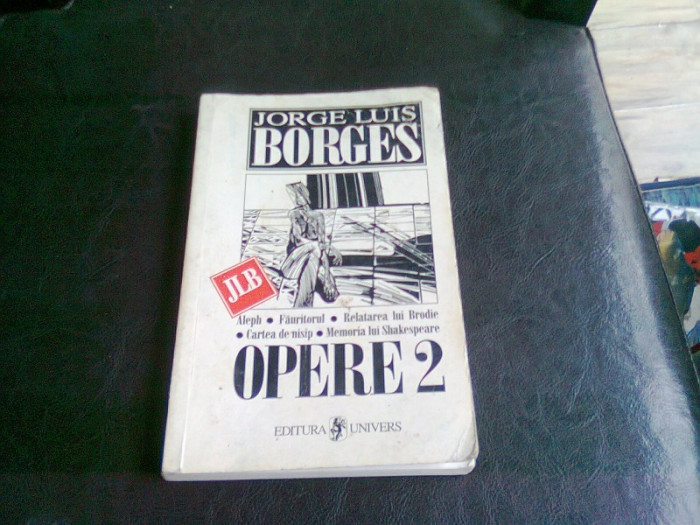 JORGE LUIS
BORGES
JLB
Aleph ● Făuritorul ● Relatarea lui Brodie
● Cartea de nisip ● Memoria lui Shakespeare
OPERE 2
EDITURA UNIVERS